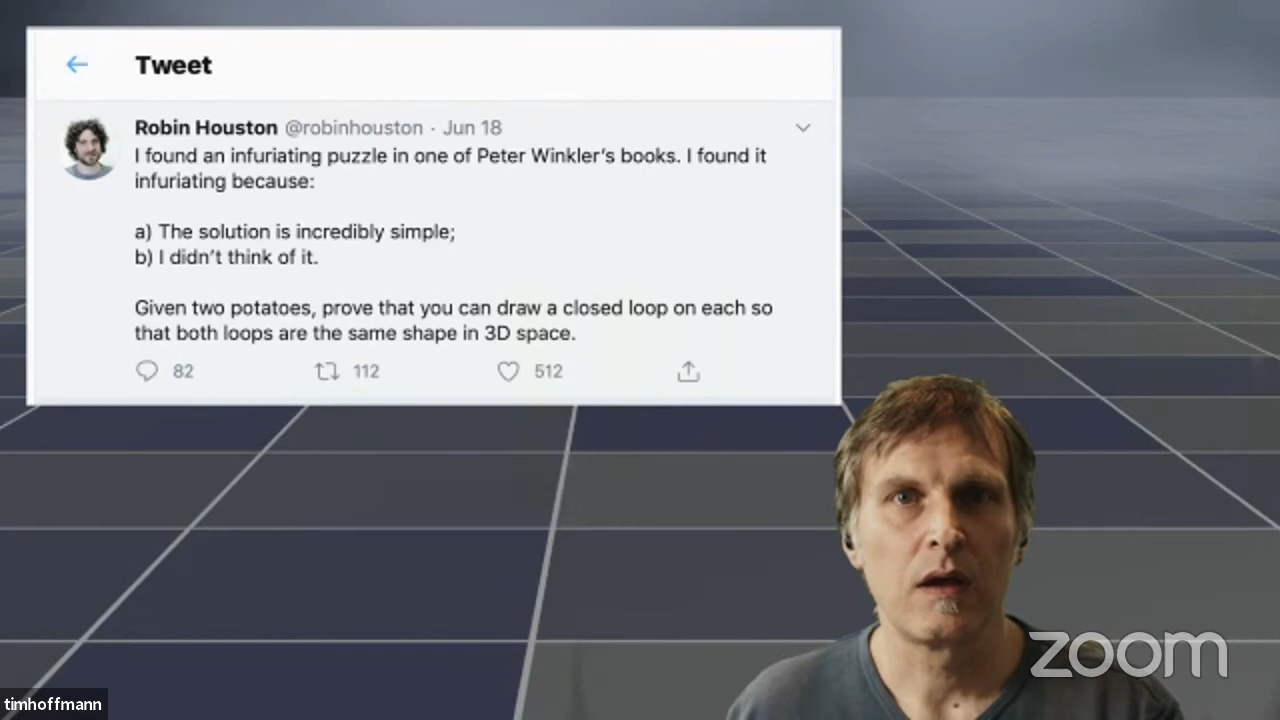 Tweet
Robin Houston @robinhouston · Jun 18
I found an infuriating puzzle in one of Peter Winkler’s books. I found it
infuriating because:
a) The solution is incredibly simple;
b) I didn’t think of it.
Given two potatoes, prove that you can draw a closed loop on each so
that both loops are the same shape in 3D space.
82 112 512
zoom
timhoffmann